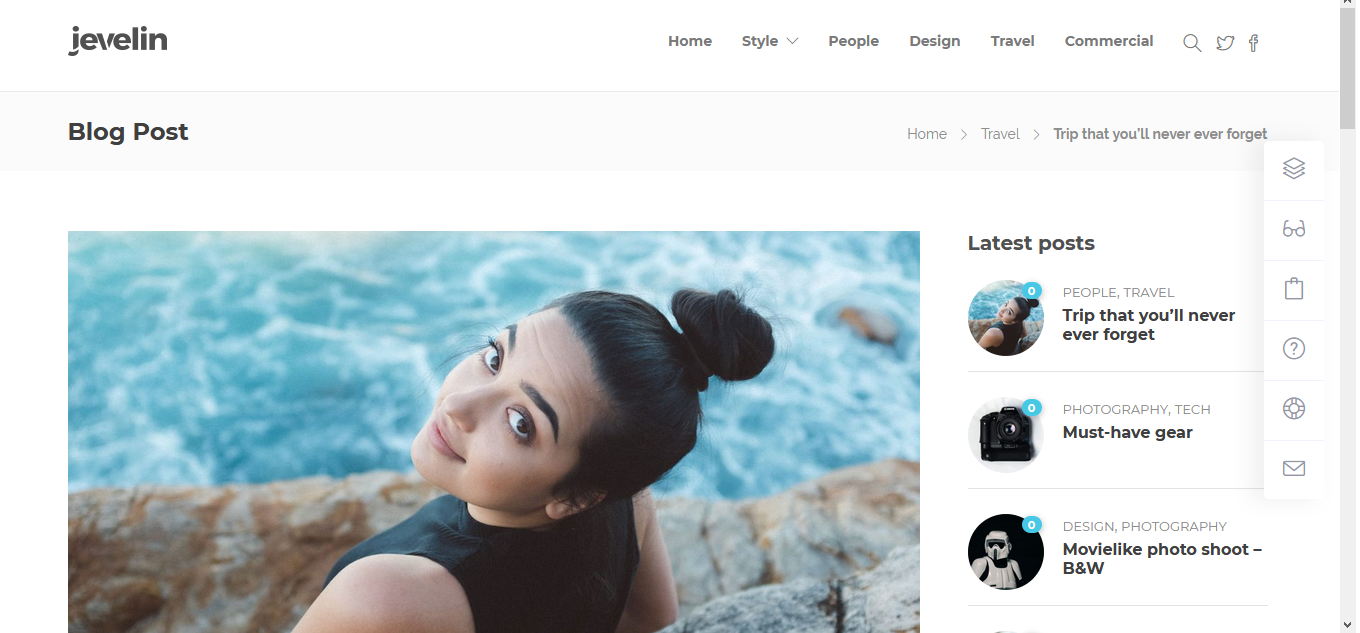 jevelin
Home Style People Design Travel Commercial
Blog Post
Home Travel Trip that you’ll never ever forget
Latest posts
0
PEOPLE, TRAVEL
Trip that you’ll never
ever forget
0
PHOTOGRAPHY, TECH
Must-have gear
0
DESIGN, PHOTOGRAPHY
Movielike photo shoot –
B&W